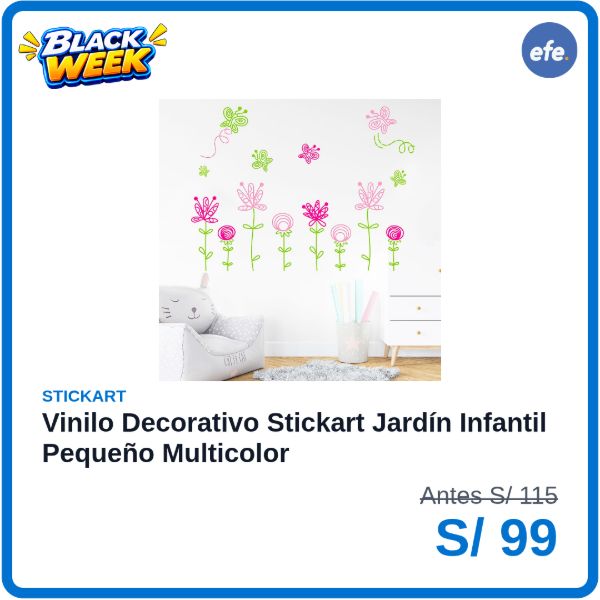 BLACK
WEEK
efe.
STICKART
Vinilo Decorativo Stickart Jardín Infantil
Pequeño Multicolor
Antes S/ 115
S/ 99